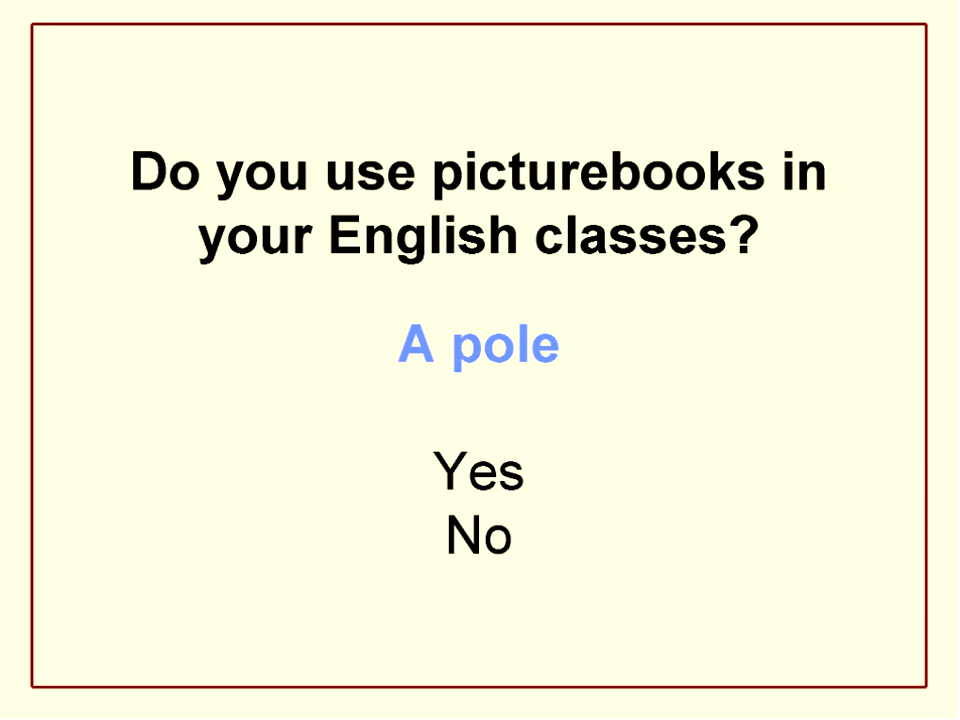 Do you use picturebooks in
your English classes?
A pole
Yes
No